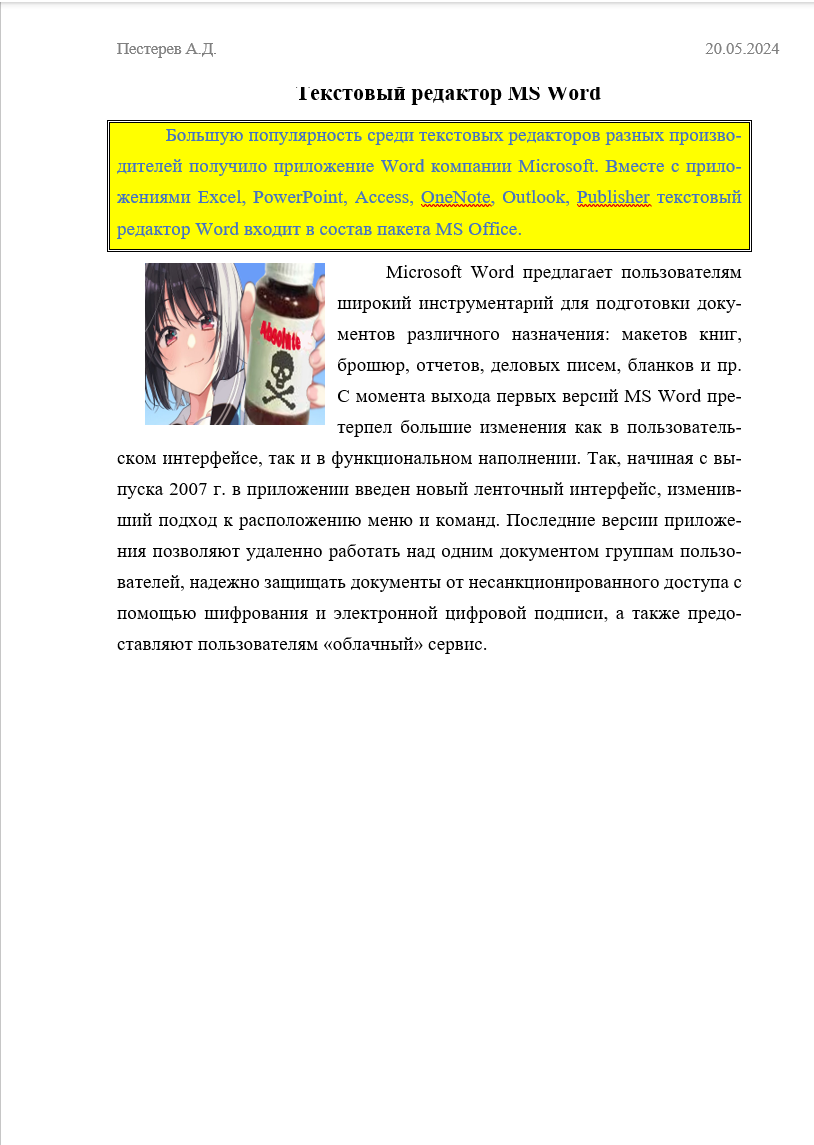 Пестерев А.Д. 20.05.2024
Текстовый редактор MS Word
Большую популярность среди текстовых редакторов разных произво-
дителей получило приложение Word компании Microsoft. Вместе с прило-
жениями Excel, PowerPoint, Access, OneNote, Outlook, Publisher текстовый
редактор Word входит в состав пакета MS Office.
Microsoft Word предлагает пользователям
широкий инструментарий для подготовки доку-
ментов различного назначения: макетов книг,
брошюр, отчетов, деловых писем, бланков и пр.
С момента выхода первых версий MS Word пре-
терпел большие изменения как в пользователь-
Absolute
ском интерфейсе, так и в функциональном наполнении. Так, начиная с вы-
пуска 2007 г. в приложении введен новый ленточный интерфейс, изменив-
ший подход к расположению меню и команд. Последние версии приложе-
ния позволяют удаленно работать над одним документом группам пользо-
вателей, надежно защищать документы от несанкционированного доступа с
помощью шифрования и электронной цифровой подписи, а также предо-
ставляют пользователям «облачный» сервис.